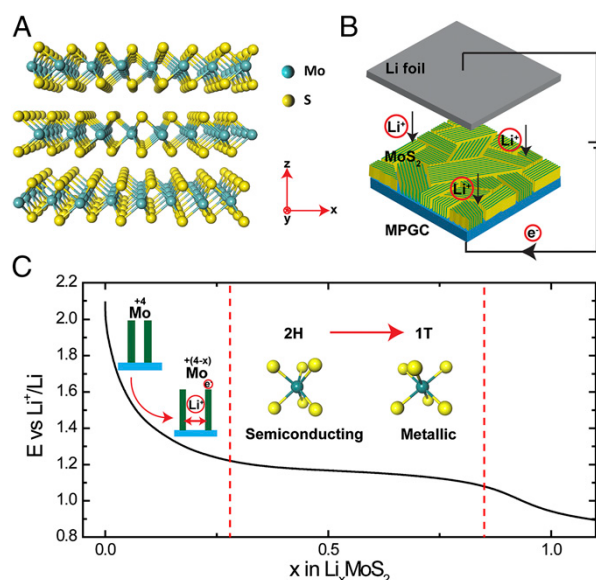 A
Mo
S
z
y
x
B
Li foil
Li⁺
Li⁺
MoS₂
Li⁺
MPGC
e⁻
C
E vs Li⁺/Li
2.2
2.0
1.8
1.6
1.4
1.2
1.0
0.8
+4
Mo
+(4-x)
Mo
e
Li⁺
2H
1T
Semiconducting
Metallic
0.0
0.5
1.0
x in LiₓMoS₂